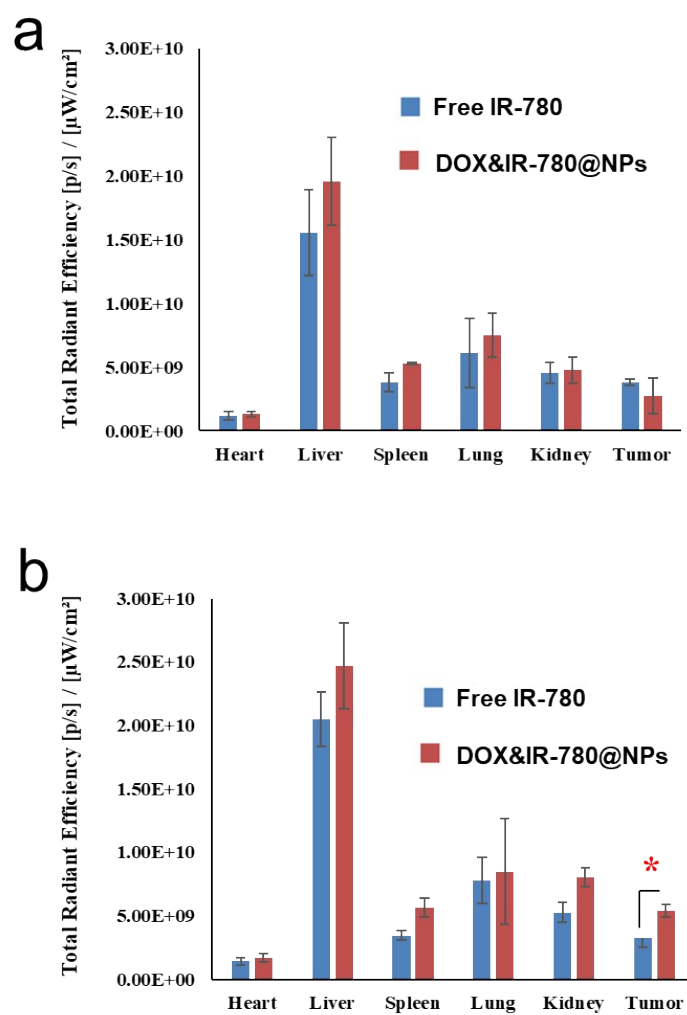 a
Total Radiant Efficiency [p/s] / [µW/cm²]
3.00E+10
2.50E+10
2.00E+10
1.50E+10
1.00E+10
5.00E+09
0.00E+00
Free IR-780
DOX&IR-780@NPs
Heart Liver Spleen Lung Kidney Tumor
b
Total Radiant Efficiency [p/s] / [µW/cm²]
3.00E+10
2.50E+10
2.00E+10
1.50E+10
1.00E+10
5.00E+09
0.00E+00
Free IR-780
DOX&IR-780@NPs
*
Heart Liver Spleen Lung Kidney Tumor